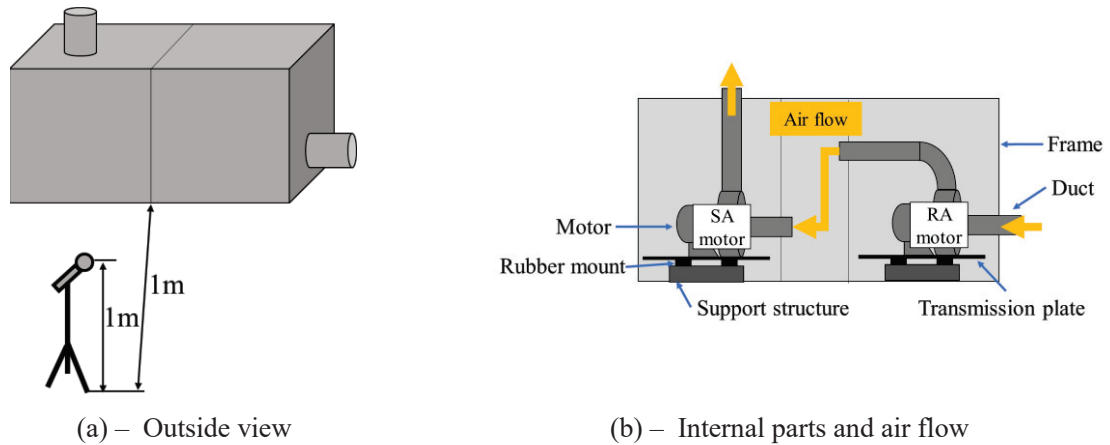 1m
1m
(a) – Outside view
Air flow
Frame
Duct
Motor
SA
motor
RA
motor
Rubber mount
Support structure
Transmission plate
(b) – Internal parts and air flow